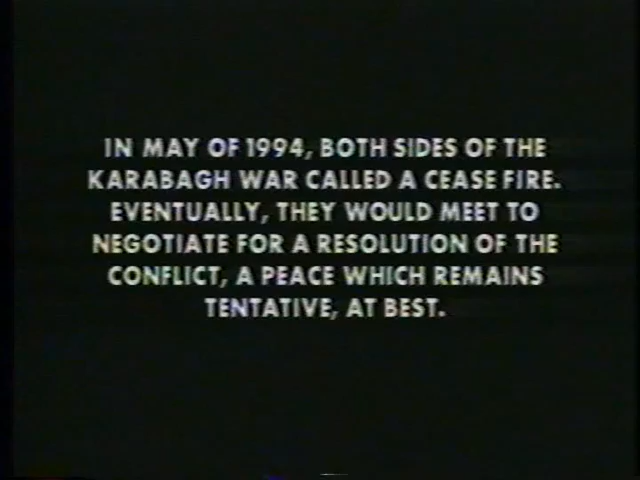 IN MAY OF 1994, BOTH SIDES OF THE
KARABAGH WAR CALLED A CEASE FIRE.
EVENTUALLY, THEY WOULD MEET TO
NEGOTIATE FOR A RESOLUTION OF THE
CONFLICT, A PEACE WHICH REMAINS
TENTATIVE, AT BEST.